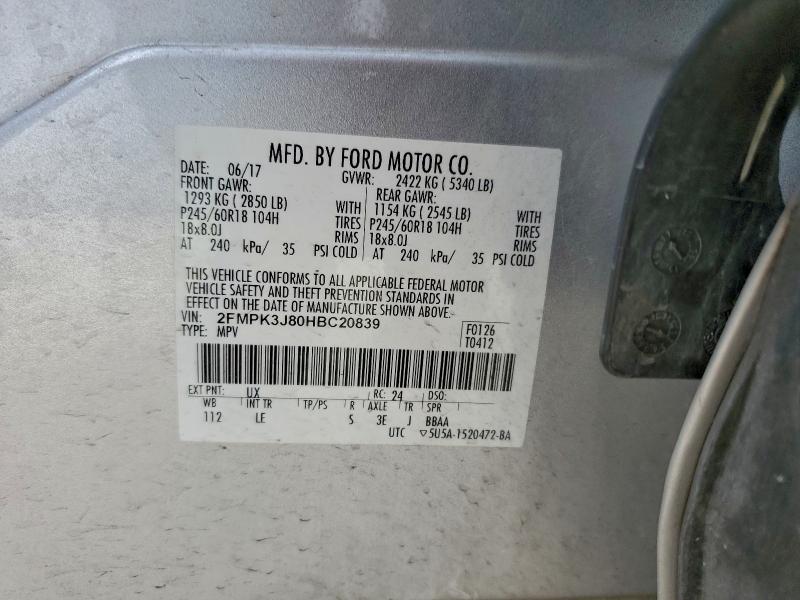 MFD. BY FORD MOTOR CO.
DATE: 06/17 GVWR: 2422 KG ( 5340 LB)
FRONT GAWR: REAR GAWR:
1293 KG ( 2850 LB) WITH 1154 KG ( 2545 LB) WITH
P245/60R18 104H TIRES P245/60R18 104H TIRES
18x8.0J RIMS 18x8.0J RIMS
AT 240 kPa/ 35 PSI COLD AT 240 kPa/ 35 PSI COLD
THIS VEHICLE CONFORMS TO ALL APPLICABLE FEDERAL MOTOR
VEHICLE SAFETY AND THEFT PREVENTION STANDARDS IN
EFFECT ON THE DATE OF MANUFACTURE SHOWN ABOVE.
VIN: 2FMPK3J80HBC20839 F0126
TYPE: MPV T0412
EXT PNT: UX RC: 24 DSO:
WB INT TR TP/PS R AXLE TR SPR
112 LE S 3E J BBAA
UTC ▽5U5A-1520472-BA